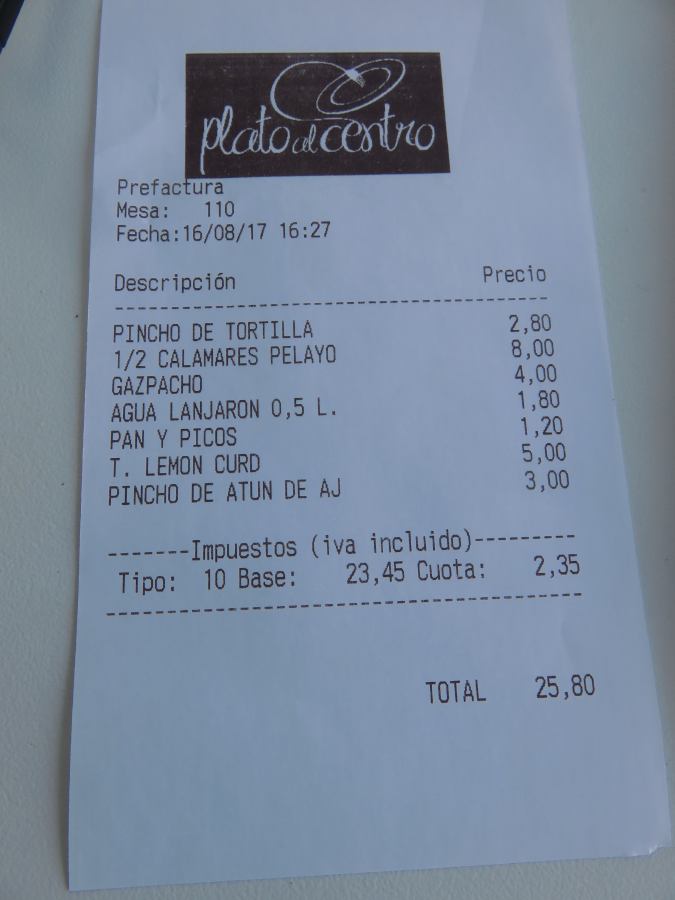 plato al centro
Prefactura
Mesa: 110
Fecha:16/08/17 16:27
Descripción Precio
PINCHO DE TORTILLA 2,80
1/2 CALAMARES PELAYO 8,00
GAZPACHO 4,00
AGUA LANJARON 0,5 L. 1,80
PAN Y PICOS 1,20
T. LEMON CURD 5,00
PINCHO DE ATUN DE AJ 3,00
-------Impuestos (iva incluido)---------
Tipo: 10 Base: 23,45 Cuota: 2,35
TOTAL 25,80